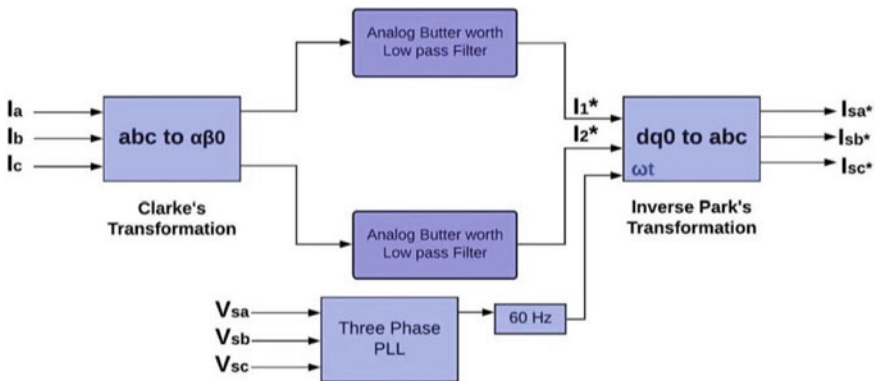 Analog Butter worth
Low pass Filter
Ia
Ib
Ic
abc to αβ0
Clarke's
Transformation
I1*
I2*
dq0 to abc
ωt
Isa*
Isb*
Isc*
Inverse Park's
Transformation
Analog Butter worth
Low pass Filter
Vsa
Vsb
Vsc
Three Phase
PLL
60 Hz